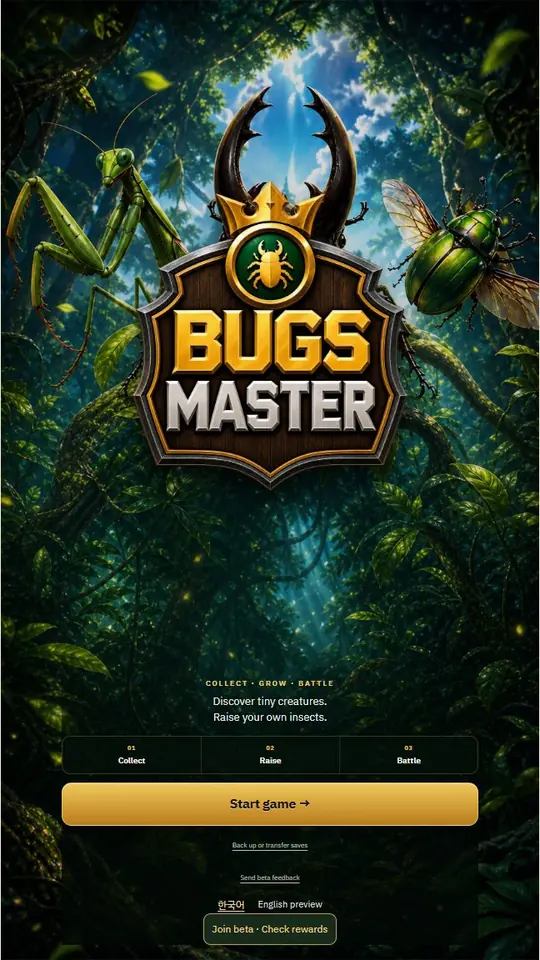 BUGS
MASTER
COLLECT · GROW · BATTLE
Discover tiny creatures.
Raise your own insects.
01 02 03
Collect Raise Battle
Start game →
Back up or transfer saves
Send beta feedback
한국어 English preview
Join beta · Check rewards